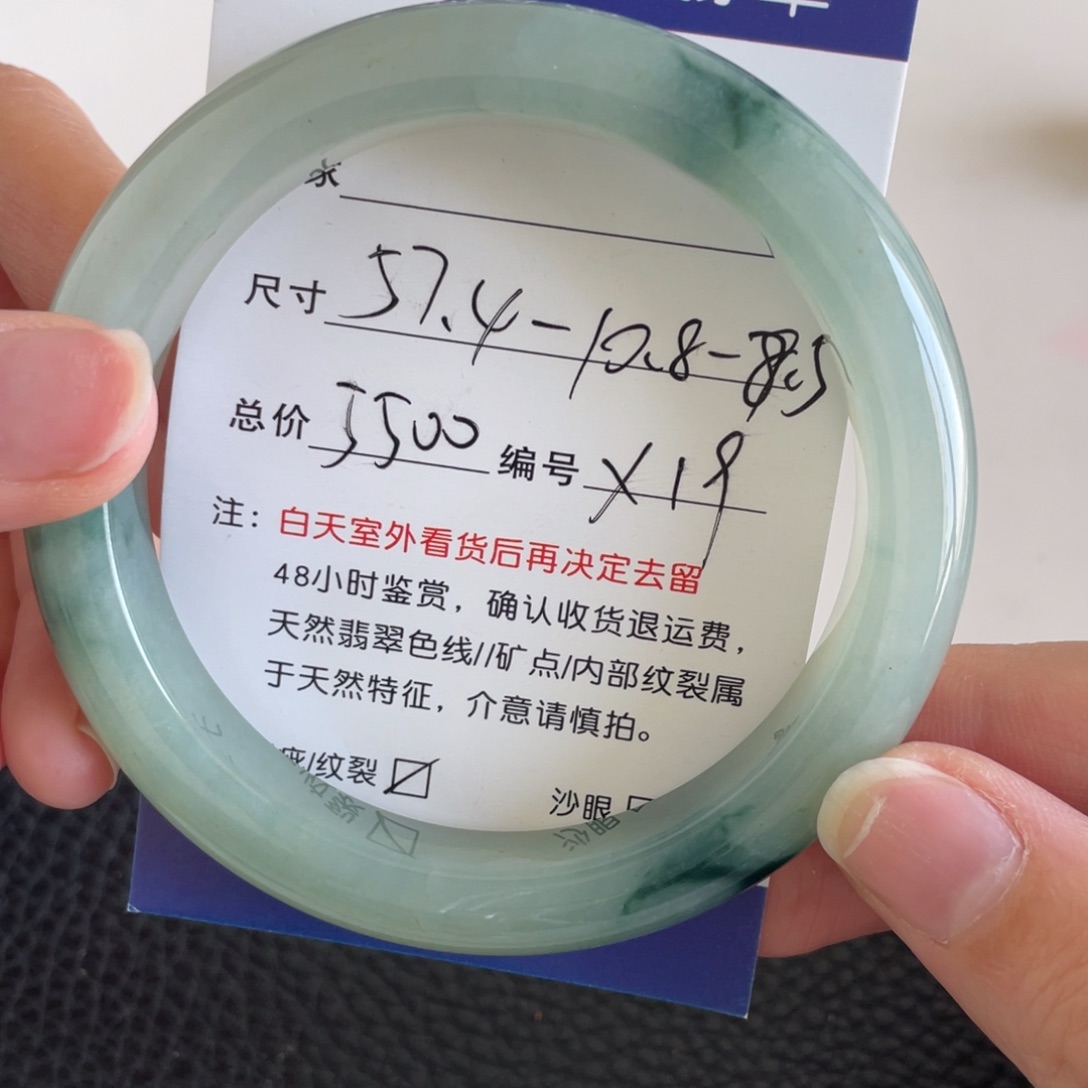 尺寸 57.4-12.8-8.5
总价 5500 编号 X19
注：白天室外看货后再决定去留
48小时鉴赏，确认收货退运费，
天然翡翠色线//矿点/内部纹裂属
于天然特征，介意请慎拍。
/纹裂 ☑ 沙眼